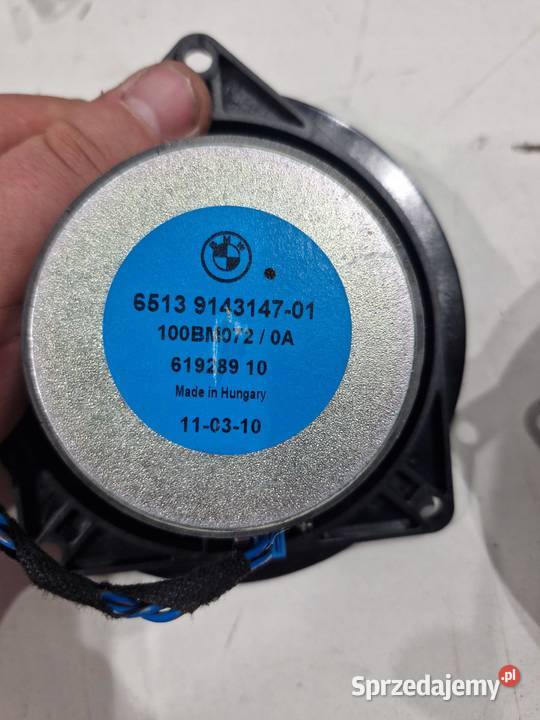 6513 9143147-01
100BM072 / 0A
619289 10
Made in Hungary
11-03-10
Sprzedajemy.pl